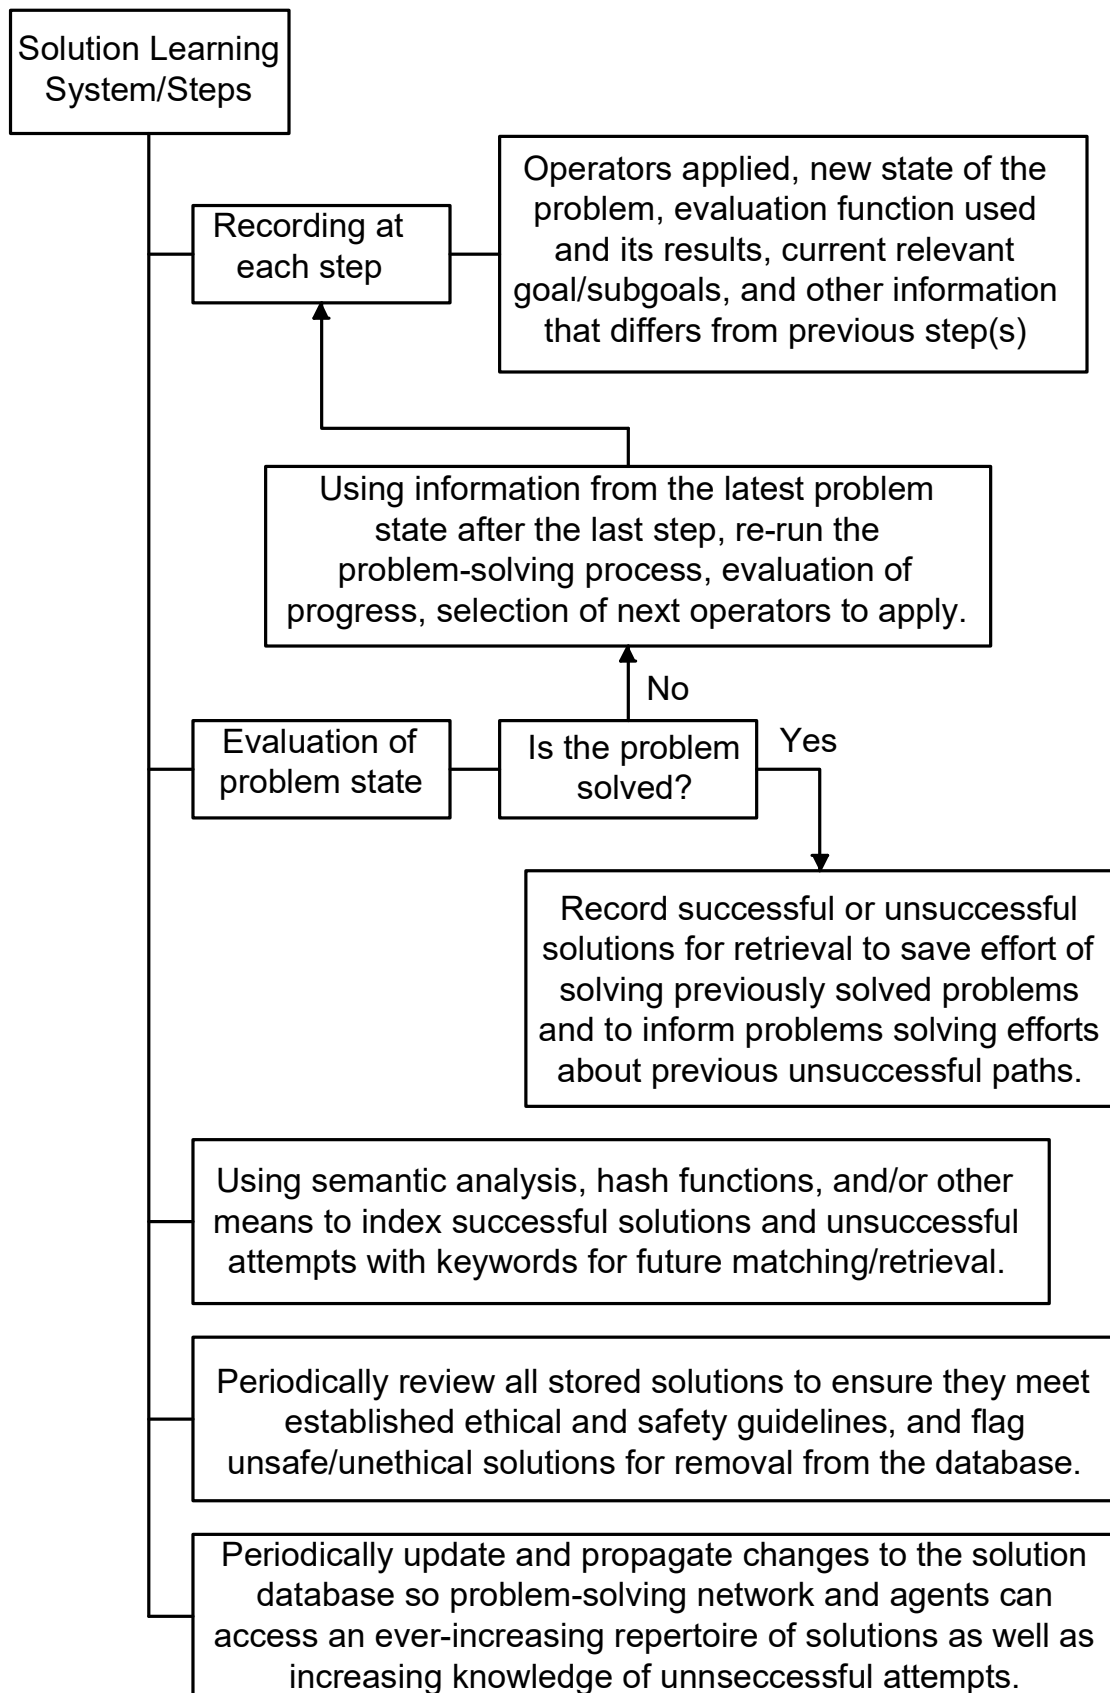 Solution Learning
System/Steps
Recording at
each step
Operators applied, new state of the
problem, evaluation function used
and its results, current relevant
goal/subgoals, and other information
that differs from previous step(s)
Using information from the latest problem
state after the last step, re-run the
problem-solving process, evaluation of
progress, selection of next operators to apply.
No
Evaluation of
problem state
Is the problem
solved?
Yes
Record successful or unsuccessful
solutions for retrieval to save effort of
solving previously solved problems
and to inform problems solving efforts
about previous unsuccessful paths.
Using semantic analysis, hash functions, and/or other
means to index successful solutions and unsuccessful
attempts with keywords for future matching/retrieval.
Periodically review all stored solutions to ensure they meet
established ethical and safety guidelines, and flag
unsafe/unethical solutions for removal from the database.
Periodically update and propagate changes to the solution
database so problem-solving network and agents can
access an ever-increasing repertoire of solutions as well as
increasing knowledge of unnseccessful attempts.